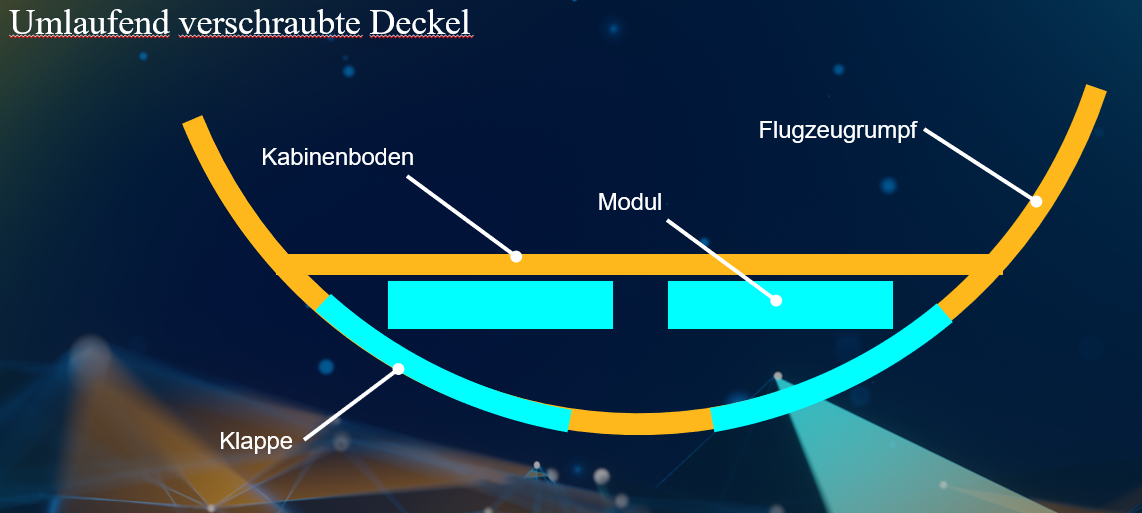 Umlaufend verschraubte Deckel
Flugzeugrumpf
Kabinenboden
Modul
Klappe